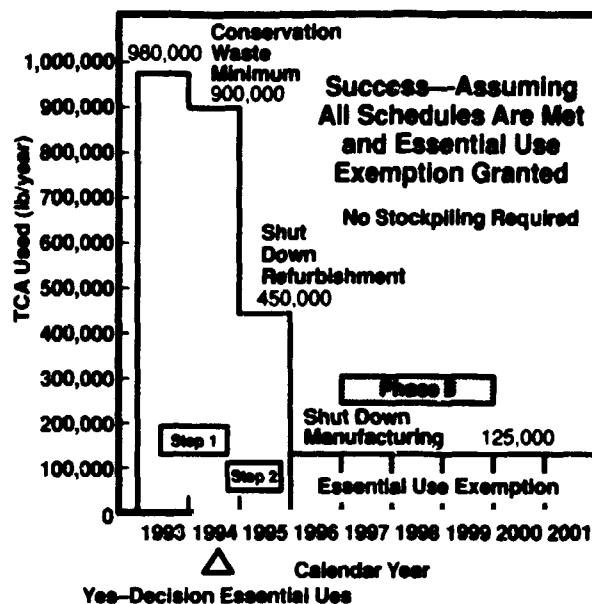 Conservation
Waste
Minimum
980,000
900,000
Success—Assuming
All Schedules Are Met
and Essential Use
Exemption Granted
No Stockpiling Required
TCA Used (lb/year)
1,000,000
900,000
800,000
700,000
600,000
500,000
400,000
300,000
200,000
100,000
0
Shut
Down
Refurbishment
450,000
Phase II
Step 1
Step 2
Shut Down
Manufacturing
125,000
Essential Use Exemption
1993 1994 1995 1996 1997 1998 1999 2000 2001
Calendar Year
Yes–Decision Essential Ues